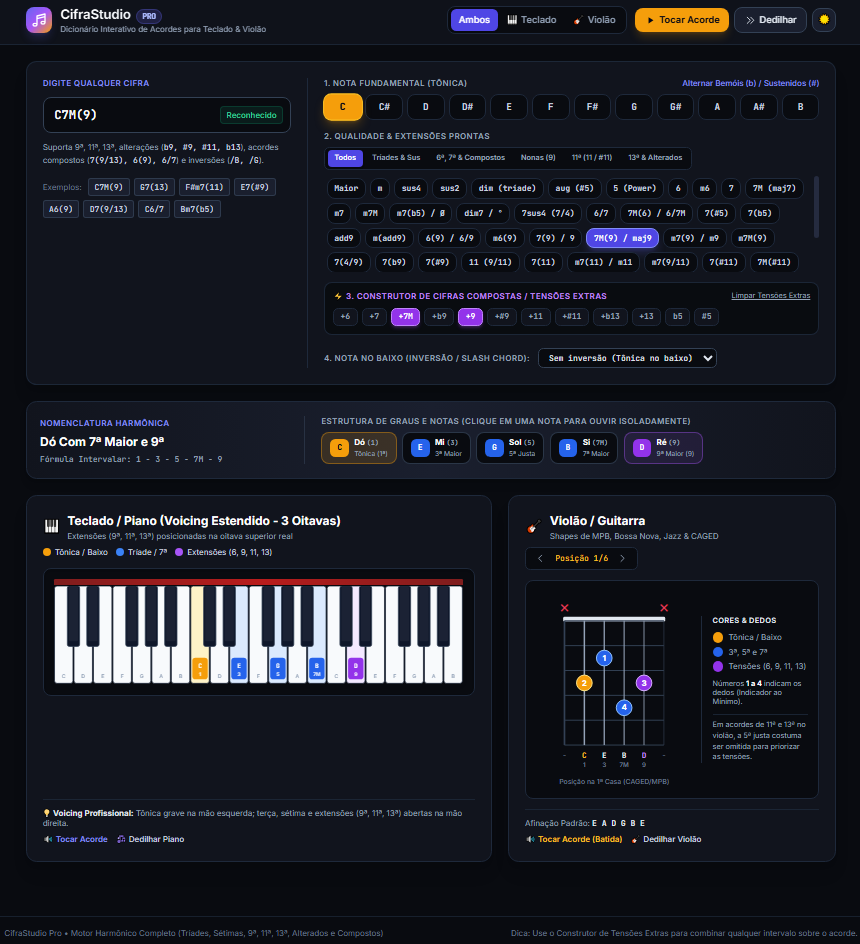 CifraStudio PRO
Dicionário Interativo de Acordes para Teclado & Violão
Ambos Teclado Violão
Tocar Acorde Dedilhar
DIGITE QUALQUER CIFRA
C7M(9) Reconhecido
Suporta 9ª, 11ª, 13ª, alterações (b9, #9, #11, b13), acordes
compostos (7(9/13), 6(9), 6/7) e inversões (/B, /G).
Exemplos: C7M(9) G7(13) F#m7(11) E7(#9)
A6(9) D7(9/13) C6/7 Bm7(b5)
1. NOTA FUNDAMENTAL (TÔNICA) Alternar Bemóis (b) / Sustenidos (#)
C C# D D# E F F# G G# A A# B
2. QUALIDADE & EXTENSÕES PRONTAS
Todos Tríades & Sus 6ª, 7ª & Compostos Nonas (9) 11ª (11 / #11) 13ª & Alterados
Maior m sus4 sus2 dim (tríade) aug (#5) 5 (Power) 6 m6 7 7M (maj7)
m7 m7M m7(b5) / Ø dim7 / ° 7sus4 (7/4) 6/7 7M(6) / 6/7M 7(#5) 7(b5)
add9 m(add9) 6(9) / 6/9 m6(9) 7(9) / 9 7M(9) / maj9 m7(9) / m9 m7M(9)
7(4/9) 7(b9) 7(#9) 11 (9/11) 7(11) m7(11) / m11 m7(9/11) 7(#11) 7M(#11)
3. CONSTRUTOR DE CIFRAS COMPOSTAS / TENSÕES EXTRAS Limpar Tensões Extras
+6 +7 +7M +b9 +9 +#9 +11 +#11 +b13 +13 b5 #5
4. NOTA NO BAIXO (INVERSÃO / SLASH CHORD): Sem inversão (Tônica no baixo)
NOMENCLATURA HARMÔNICA
Dó Com 7ª Maior e 9ª
Fórmula Intervalar: 1 - 3 - 5 - 7M - 9
ESTRUTURA DE GRAUS E NOTAS (CLIQUE EM UMA NOTA PARA OUVIR ISOLADAMENTE)
C Dó (1) Tônica (1ª)
E Mi (3) 3ª Maior
G Sol (5) 5ª Justa
B Si (7M) 7ª Maior
D Ré (9) 9ª Maior (9)
Teclado / Piano (Voicing Estendido - 3 Oitavas)
Extensões (9ª, 11ª, 13ª) posicionadas na oitava superior real
Tônica / Baixo Tríade / 7ª Extensões (6, 9, 11, 13)
C D E F G A B C D E F G A B D E F G A B
1 3 5 7M 9
Voicing Profissional: Tônica grave na mão esquerda; terça, sétima e extensões (9ª, 11ª, 13ª) abertas na mão
direita.
Tocar Acorde Dedilhar Piano
Violão / Guitarra
Shapes de MPB, Bossa Nova, Jazz & CAGED
Posição 1/6
1
2 3
4
- C E B D -
1 3 7M 9
Posição na 1ª Casa (CAGED/MPB)
CORES & DEDOS
Tônica / Baixo
3ª, 5ª e 7ª
Tensões (6, 9, 11, 13)
Números 1 a 4 indicam os
dedos (Indicador ao
Mínimo).
Em acordes de 11ª e 13ª no
violão, a 5ª justa costuma
ser omitida para priorizar
as tensões.
Afinação Padrão: E A D G B E
Tocar Acorde (Batida) Dedilhar Violão
CifraStudio Pro • Motor Harmônico Completo (Tríades, Sétimas, 9ª, 11ª, 13ª, Alterados e Compostos)
Dica: Use o Construtor de Tensões Extras para combinar qualquer intervalo sobre o acorde.